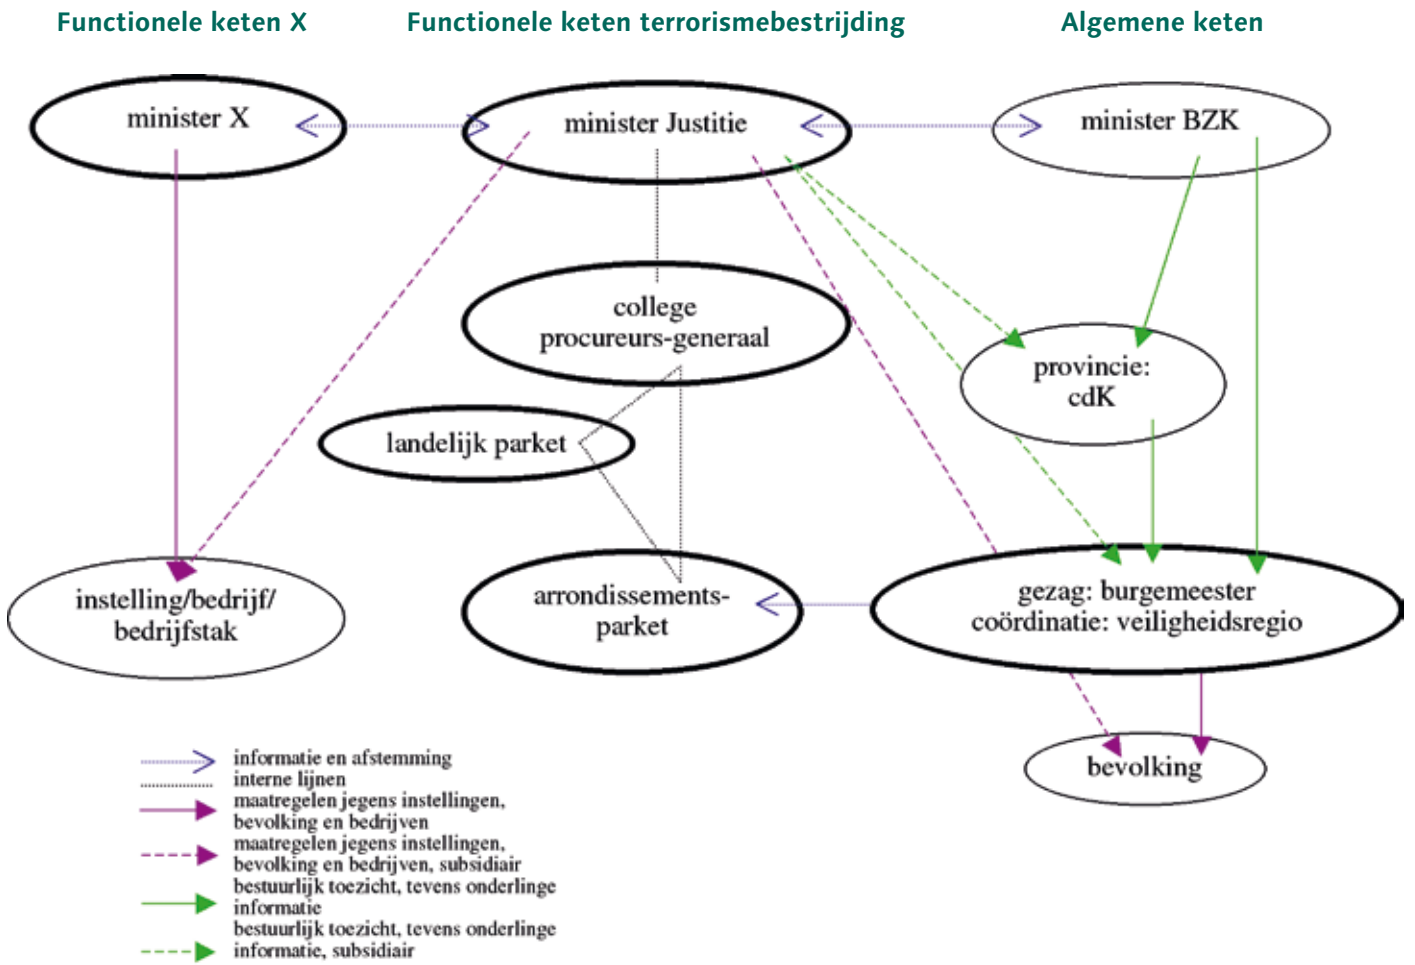 Functionele keten X
Functionele keten terrorismebestrijding
Algemene keten
minister X
minister Justitie
minister BZK
college
procureurs-generaal
provincie:
cdK
landelijk parket
instelling/bedrijf/
bedrijfstak
arrondissements-
parket
gezag: burgemeester
coördinatie: veiligheidsregio
bevolking
informatie en afstemming
interne lijnen
maatregelen jegens instellingen,
bevolking en bedrijven
maatregelen jegens instellingen,
bevolking en bedrijven, subsidiair
bestuurlijk toezicht, tevens onderlinge
informatie
bestuurlijk toezicht, tevens onderlinge
informatie, subsidiair